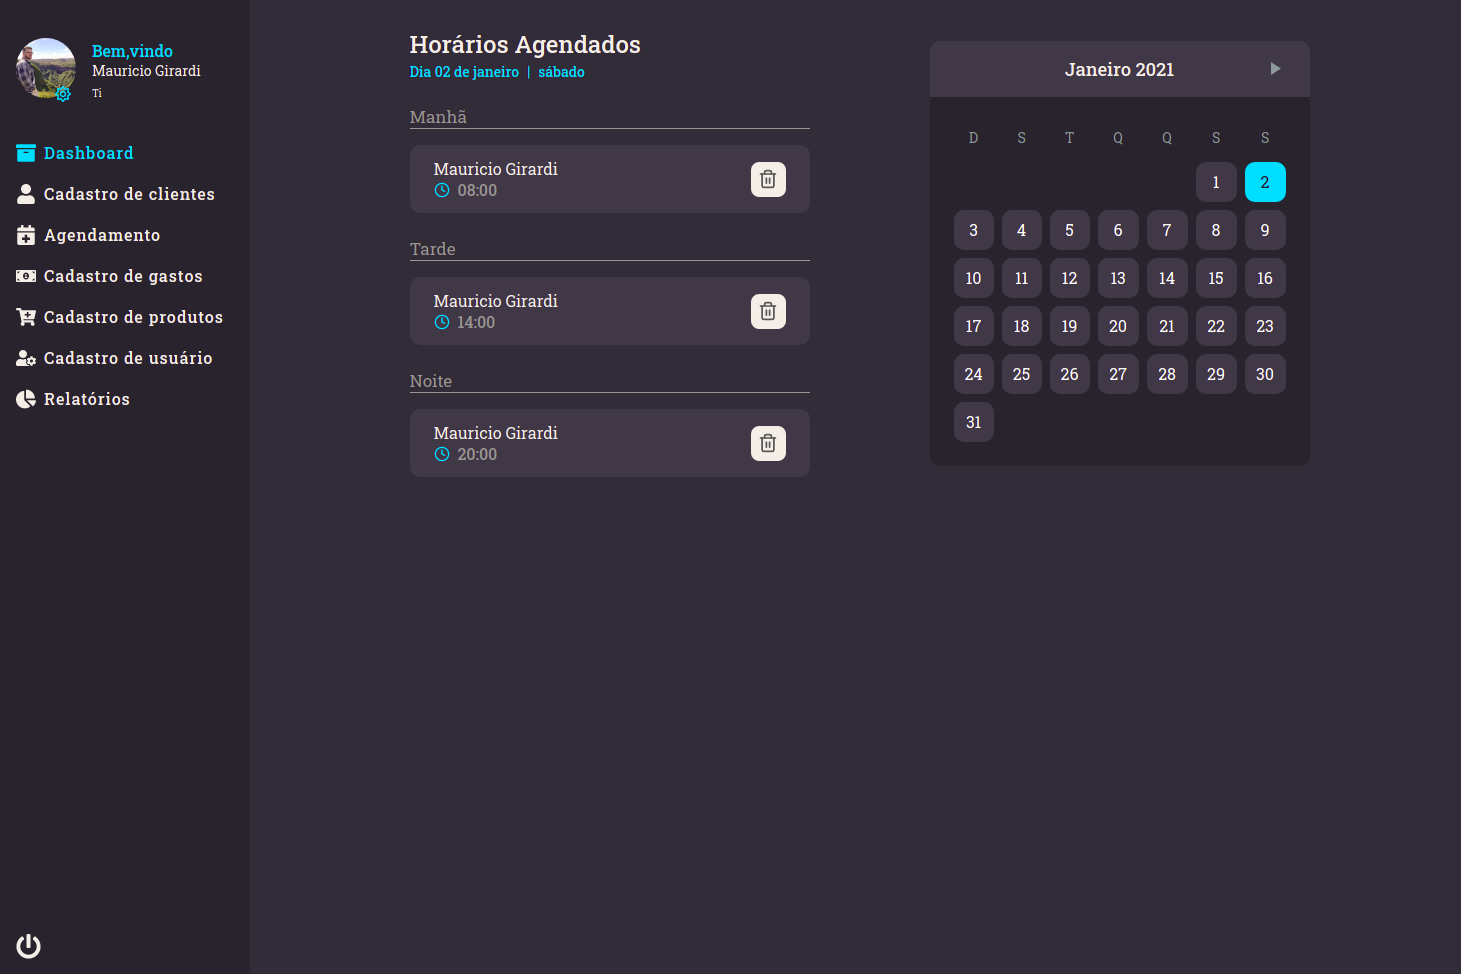 Bem,vindo
Mauricio Girardi
Ti
Dashboard
Cadastro de clientes
Agendamento
Cadastro de gastos
Cadastro de produtos
Cadastro de usuário
Relatórios
Horários Agendados
Dia 02 de janeiro | sábado
Manhã
Mauricio Girardi
08:00
Tarde
Mauricio Girardi
14:00
Noite
Mauricio Girardi
20:00
Janeiro 2021
D S T Q Q S S
1 2
3 4 5 6 7 8 9
10 11 12 13 14 15 16
17 18 19 20 21 22 23
24 25 26 27 28 29 30
31